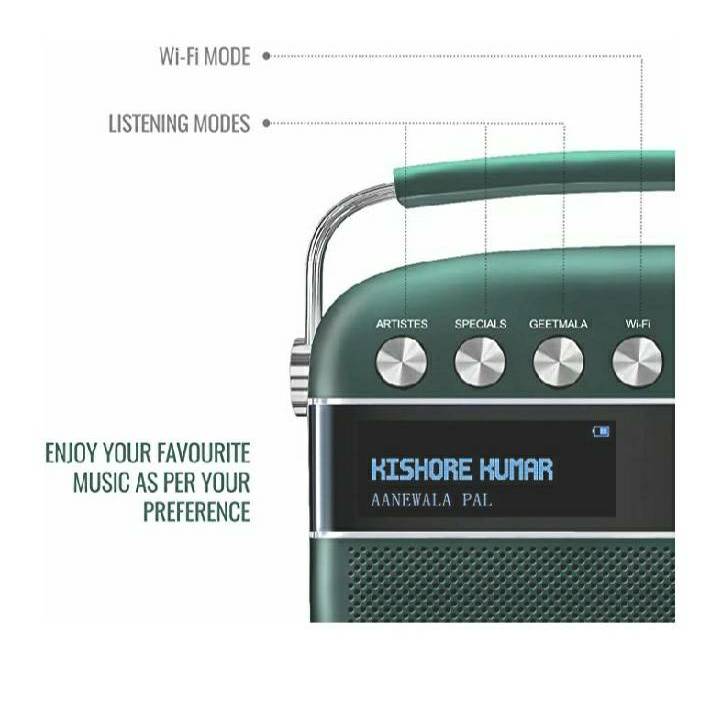 Wi-Fi MODE
LISTENING MODES
ARTISTES SPECIALS GEETMALA Wi-Fi
KISHORE KUMAR
AANEWALA PAL
ENJOY YOUR FAVOURITE
MUSIC AS PER YOUR
PREFERENCE